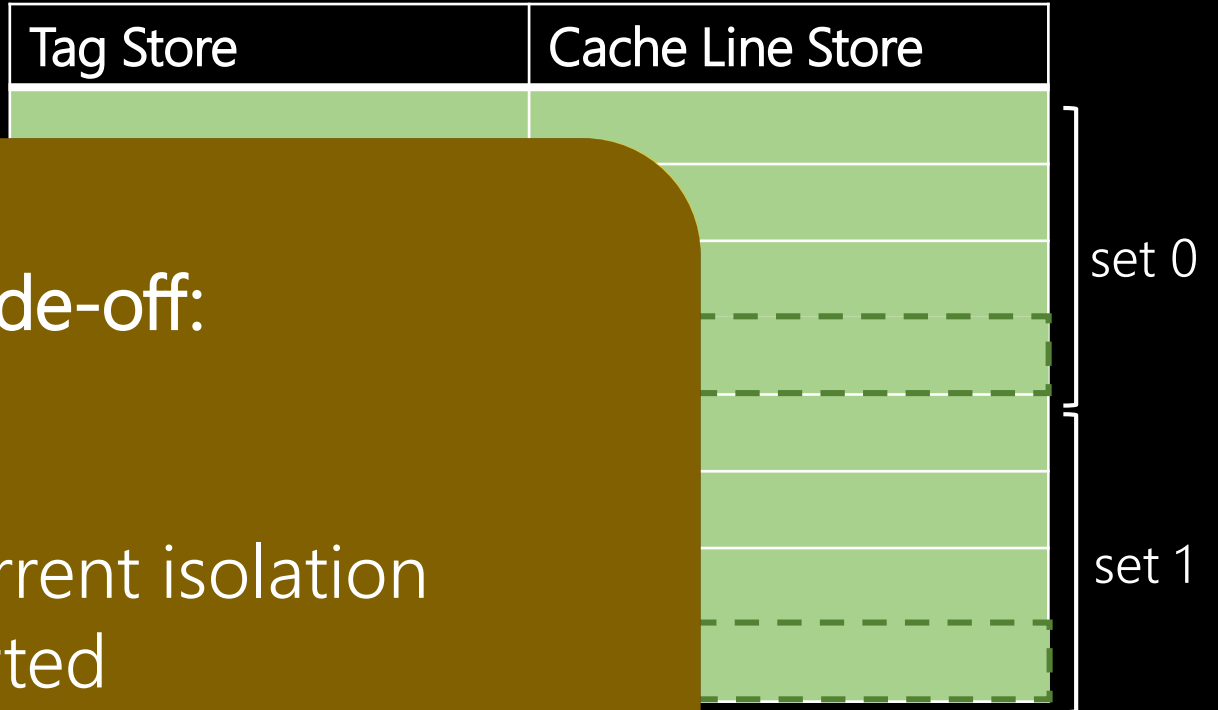 Tag Store
Cache Line Store
set 0
de-off:
rrent isolation
set 1
ted